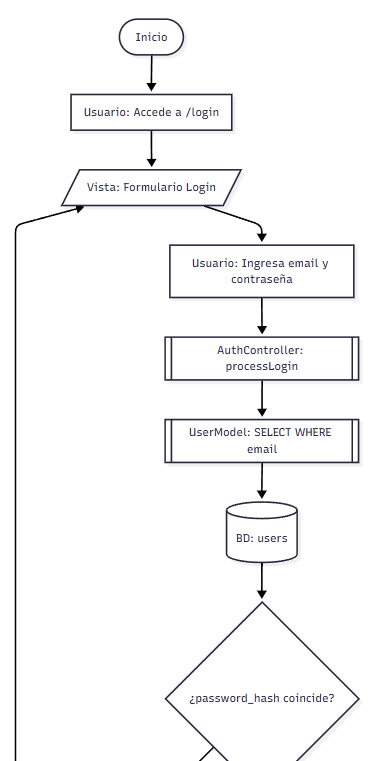 Inicio
Usuario: Accede a /login
Vista: Formulario Login
Usuario: Ingresa email y
contraseña
AuthController:
processLogin
UserModel: SELECT WHERE
email
BD: users
¿password_hash coincide?